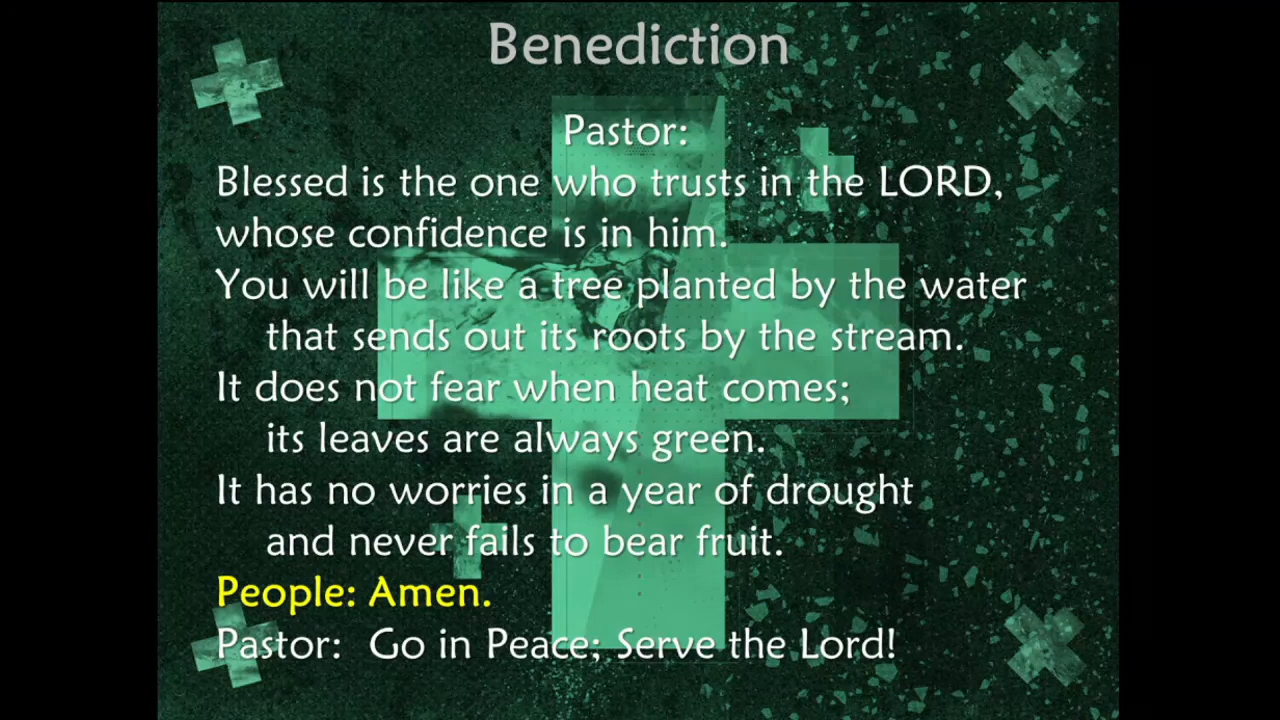 Benediction
Pastor:
Blessed is the one who trusts in the LORD,
whose confidence is in him.
You will be like a tree planted by the water
that sends out its roots by the stream.
It does not fear when heat comes;
its leaves are always green.
It has no worries in a year of drought
and never fails to bear fruit.
People: Amen.
Pastor: Go in Peace; Serve the Lord!